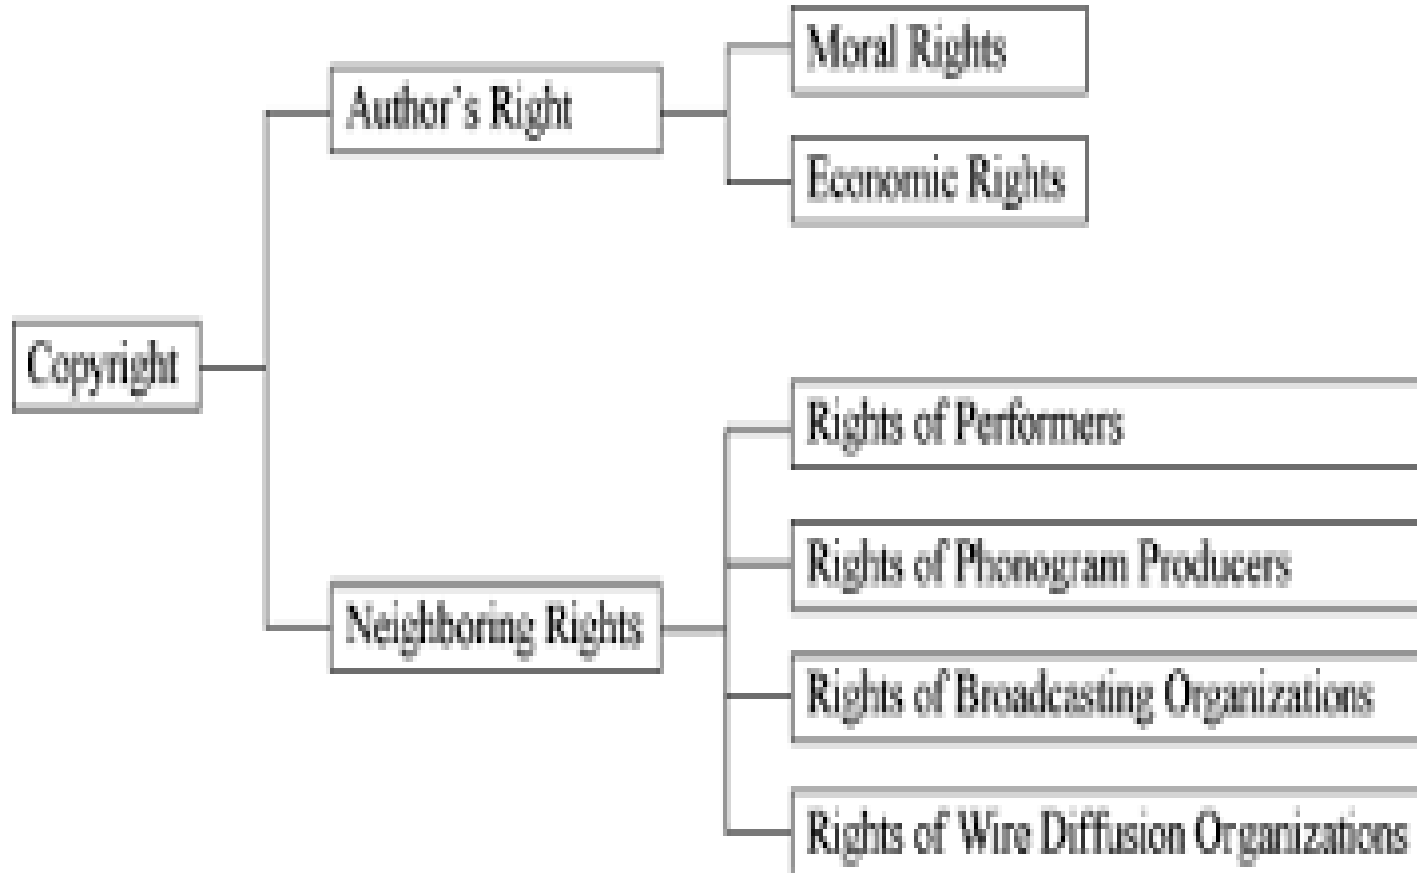 Moral Rights
Author`s Right
Economic Rights
Copyright
Rights of Performers
Rights of Phonogram Producers
Neighboring Rights
Rights of Broadcasting Organizations
Rights of Wire Diffusion Organizations